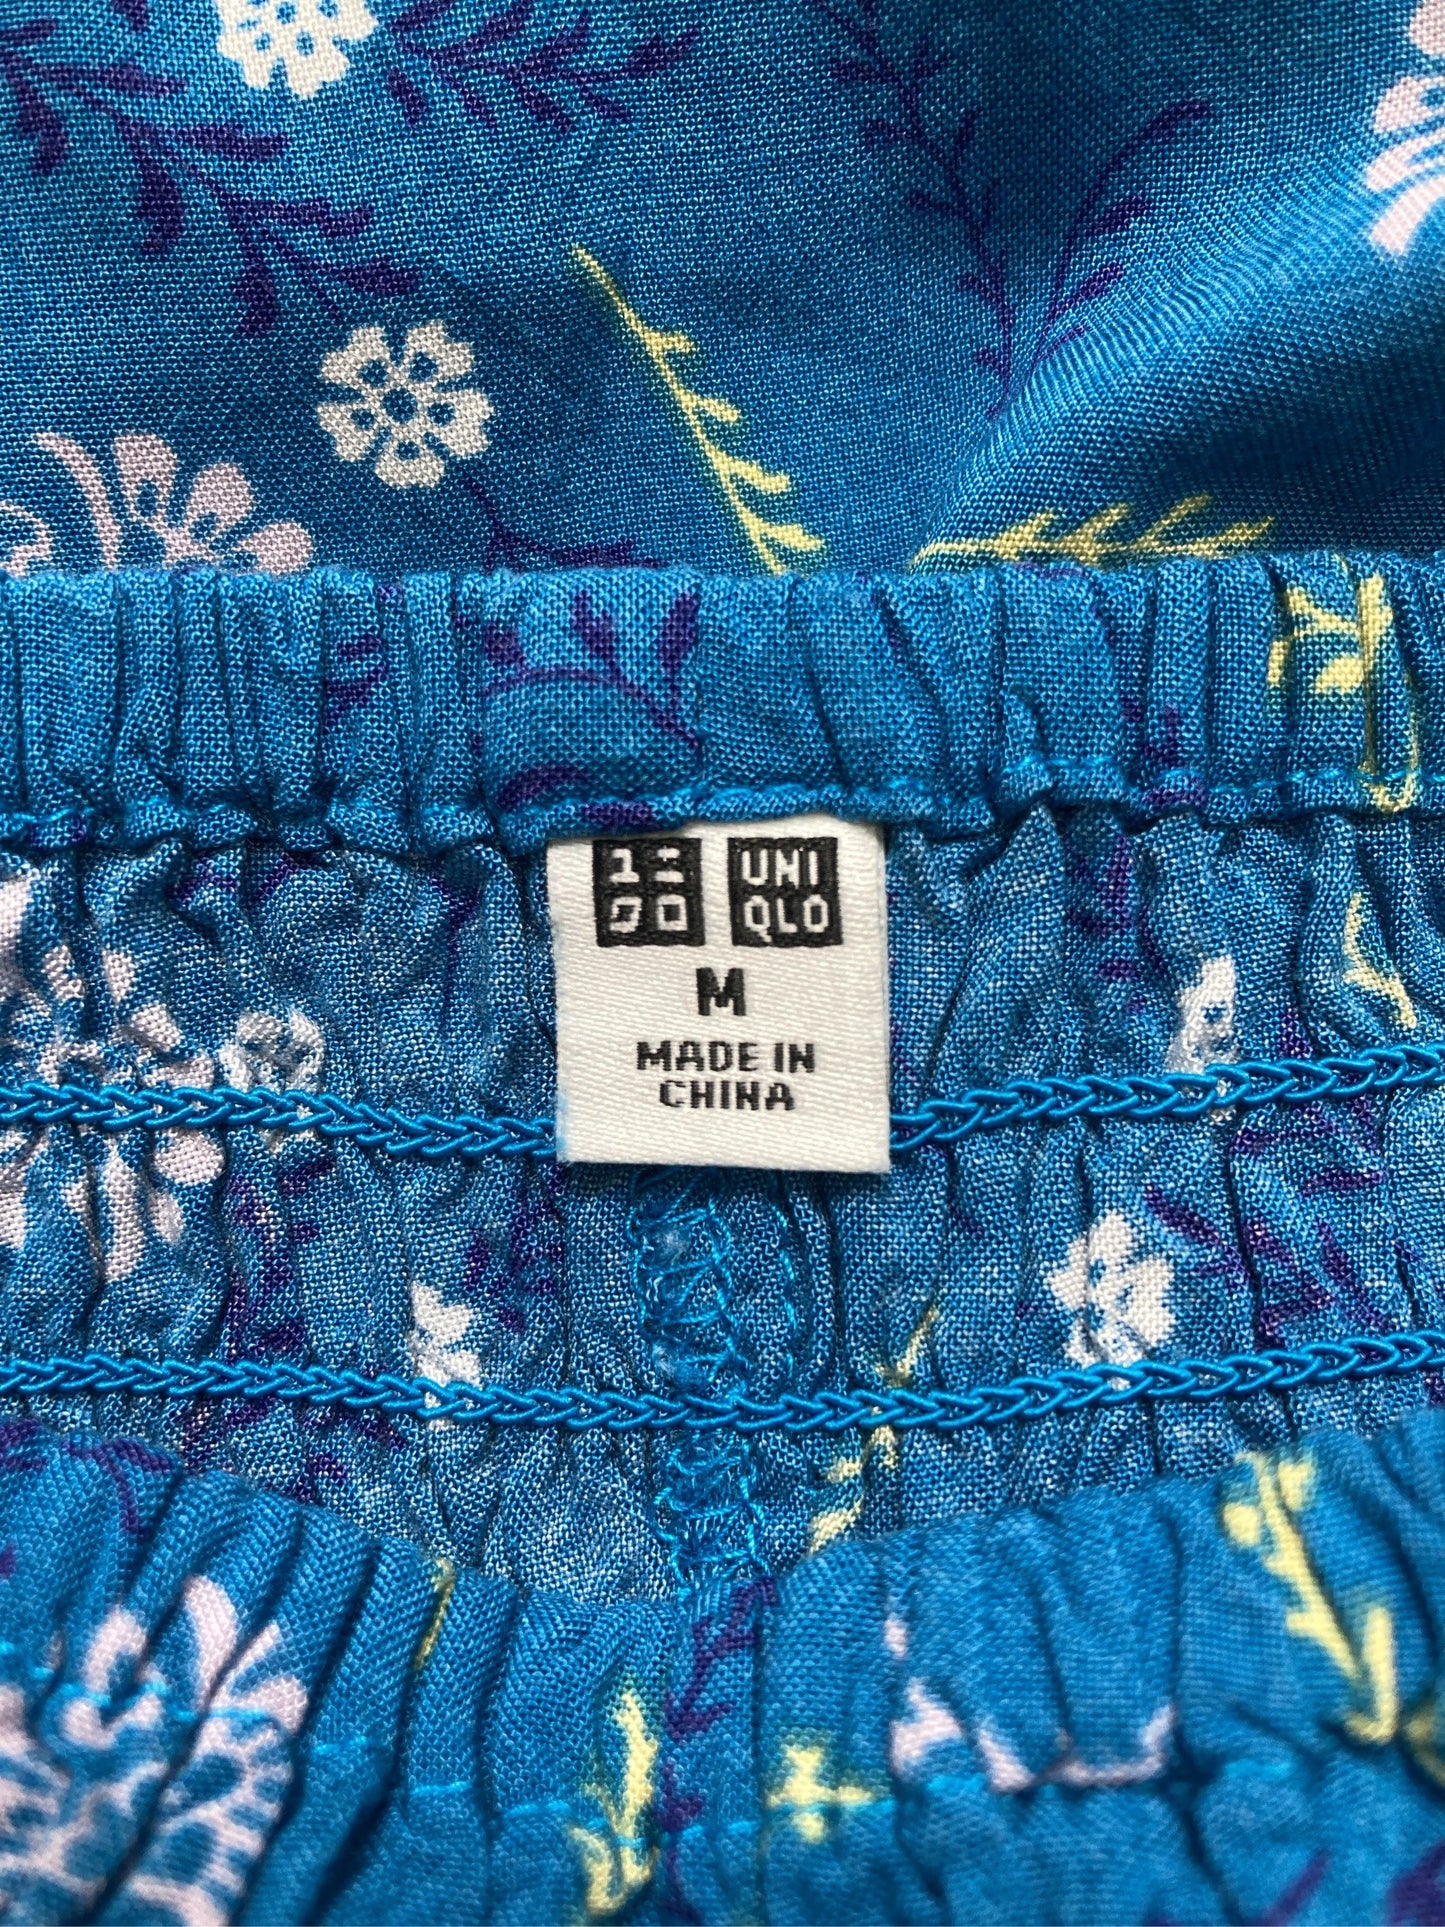 ユニ UNI
クロ QLO
M
MADE IN
CHINA